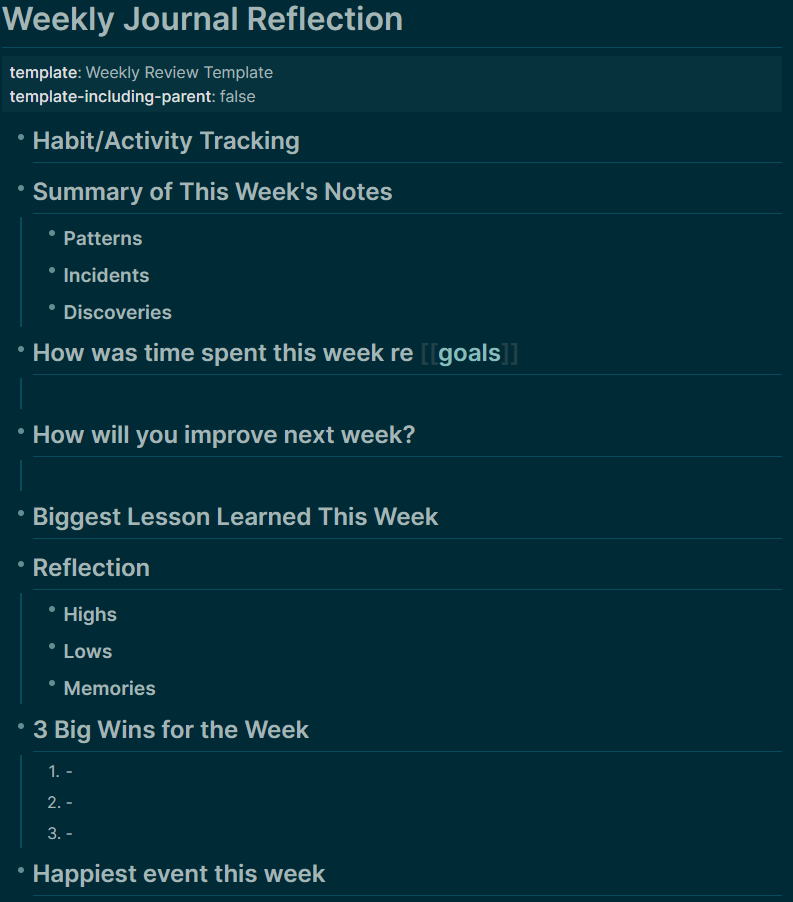 Weekly Journal Reflection
template: Weekly Review Template
template-including-parent: false
Habit/Activity Tracking
Summary of This Week's Notes
Patterns
Incidents
Discoveries
How was time spent this week re [[goals]]
How will you improve next week?
Biggest Lesson Learned This Week
Reflection
Highs
Lows
Memories
3 Big Wins for the Week
1. -
2. -
3. -
Happiest event this week